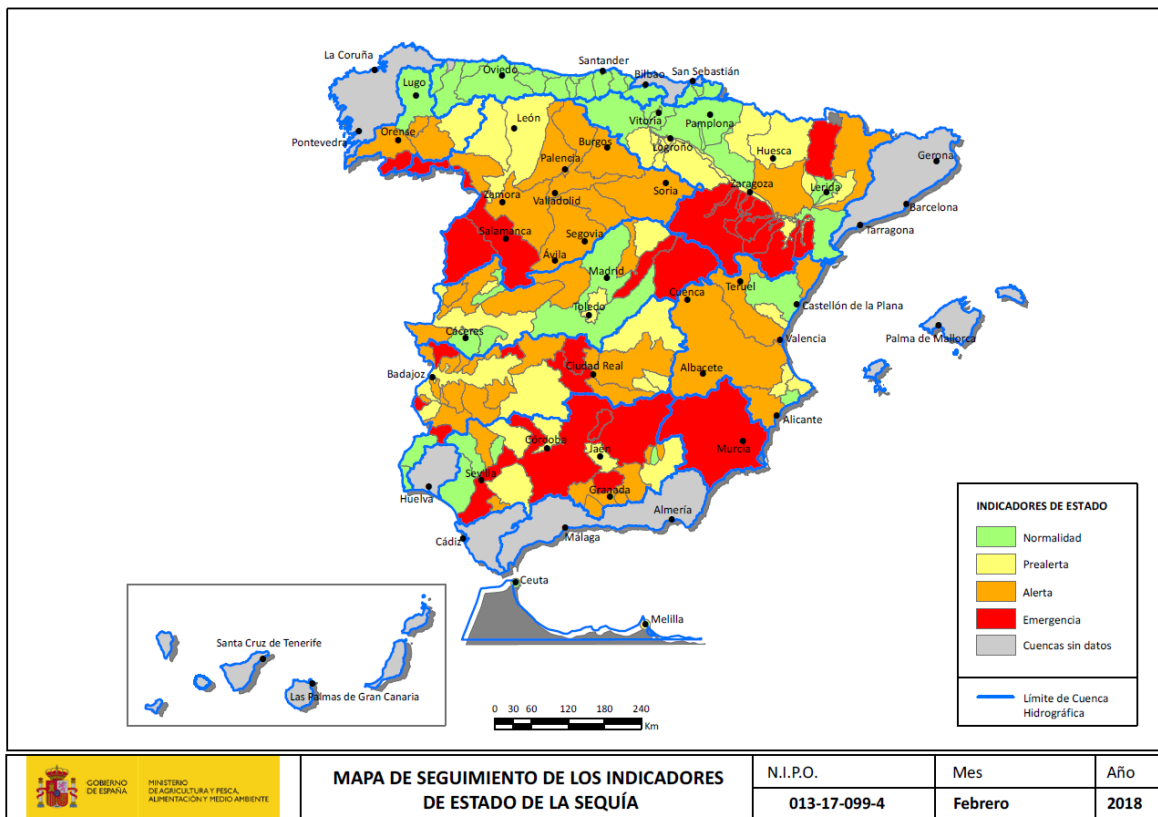 La Coruña
Oviedo
Santander
Bilbao
San Sebastián
Lugo
Vitoria
Pamplona
León
Logroño
Pontevedra
Orense
Burgos
Huesca
Gerona
Palencia
Zamora
Valladolid
Soria
Zaragoza
Lerida
Barcelona
Tarragona
Salamanca
Segovia
Ávila
Madrid
Teruel
Cuenca
Castellón de la Plana
Toledo
Cáceres
Valencia
Palma de Mallorca
Badajoz
Ciudad Real
Albacete
Alicante
Córdoba
Jaén
Murcia
Sevilla
Huelva
Granada
Almería
Cádiz
Málaga
Ceuta
Melilla
Santa Cruz de Tenerife
Las Palmas de Gran Canaria
0 30 60 120 180 240
Km
INDICADORES DE ESTADO
Normalidad
Prealerta
Alerta
Emergencia
Cuencas sin datos
Límite de Cuenca
Hidrográfica
GOBIERNO
DE ESPAÑA
MINISTERIO
DE AGRICULTURA Y PESCA,
ALIMENTACIÓN Y MEDIO AMBIENTE
MAPA DE SEGUIMIENTO DE LOS INDICADORES
DE ESTADO DE LA SEQUÍA
N.I.P.O.
013-17-099-4
Mes
Febrero
Año
2018